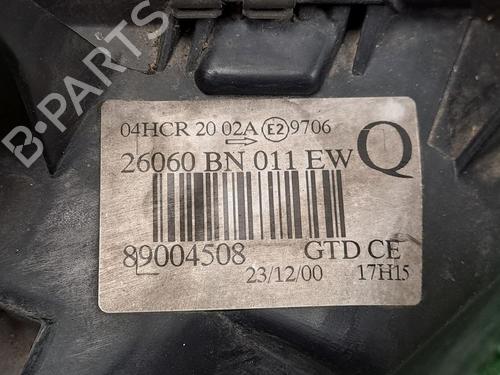 B-PARTS
04HCR 20 02A E2 9706
26060 BN 011 EW Q
89004508 GTD CE
23/12/00 17H15